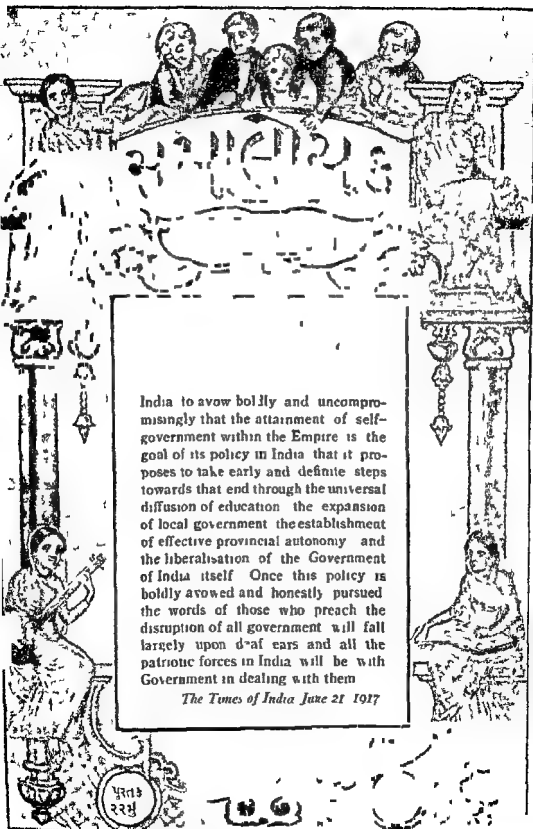 India to avow boldly and uncompro-
misingly that the attainment of self-
government within the Empire is the
goal of its policy in India that it pro-
poses to take early and definite steps
towards that end through the universal
diffusion of education the expansion
of local government the establishment
of effective provincial autonomy and
the liberalisation of the Government
of India itself Once this policy is
boldly avowed and honestly pursued
the words of those who preach the
disruption of all government will fall
largely upon deaf ears and all the
patriotic forces in India will be with
Government in dealing with them
The Times of India June 21 1917
પુસ્તક
૨૨મું